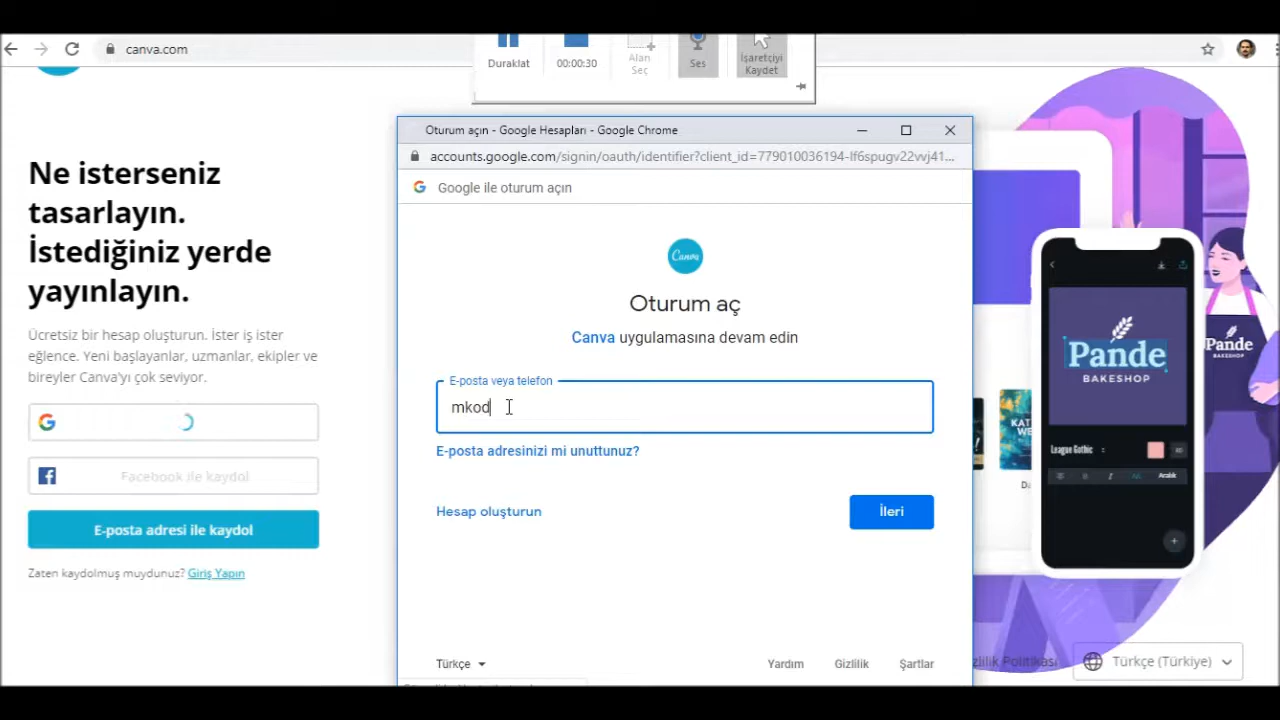 canva.com
Duraklat
00:00:30
Alan
Seç
Ses
İşaretçiyi
Kaydet
Oturum açın - Google Hesapları - Google Chrome
accounts.google.com/signin/oauth/identifier?client_id=779010036194-lf6spugv22vvj41...
G Google ile oturum açın
Canva
Oturum aç
Canva uygulamasına devam edin
E-posta veya telefon
mkod
E-posta adresinizi mi unuttunuz?
Hesap oluşturun
İleri
Türkçe
Yardım
Gizlilik
Şartlar
Ne isterseniz
tasarlayın.
İstediğiniz yerde
yayınlayın.
Ücretsiz bir hesap oluşturun. İster iş ister
eğlence. Yeni başlayanlar, uzmanlar, ekipler ve
bireyler Canva'yı çok seviyor.
G
f Facebook ile kaydol
E-posta adresi ile kaydol
Zaten kaydolmuş muydunuz? Giriş Yapın
Pande
BAKESHOP
Pande
BAKESHOP
League Gothic
Aralık
Türkçe (Türkiye)